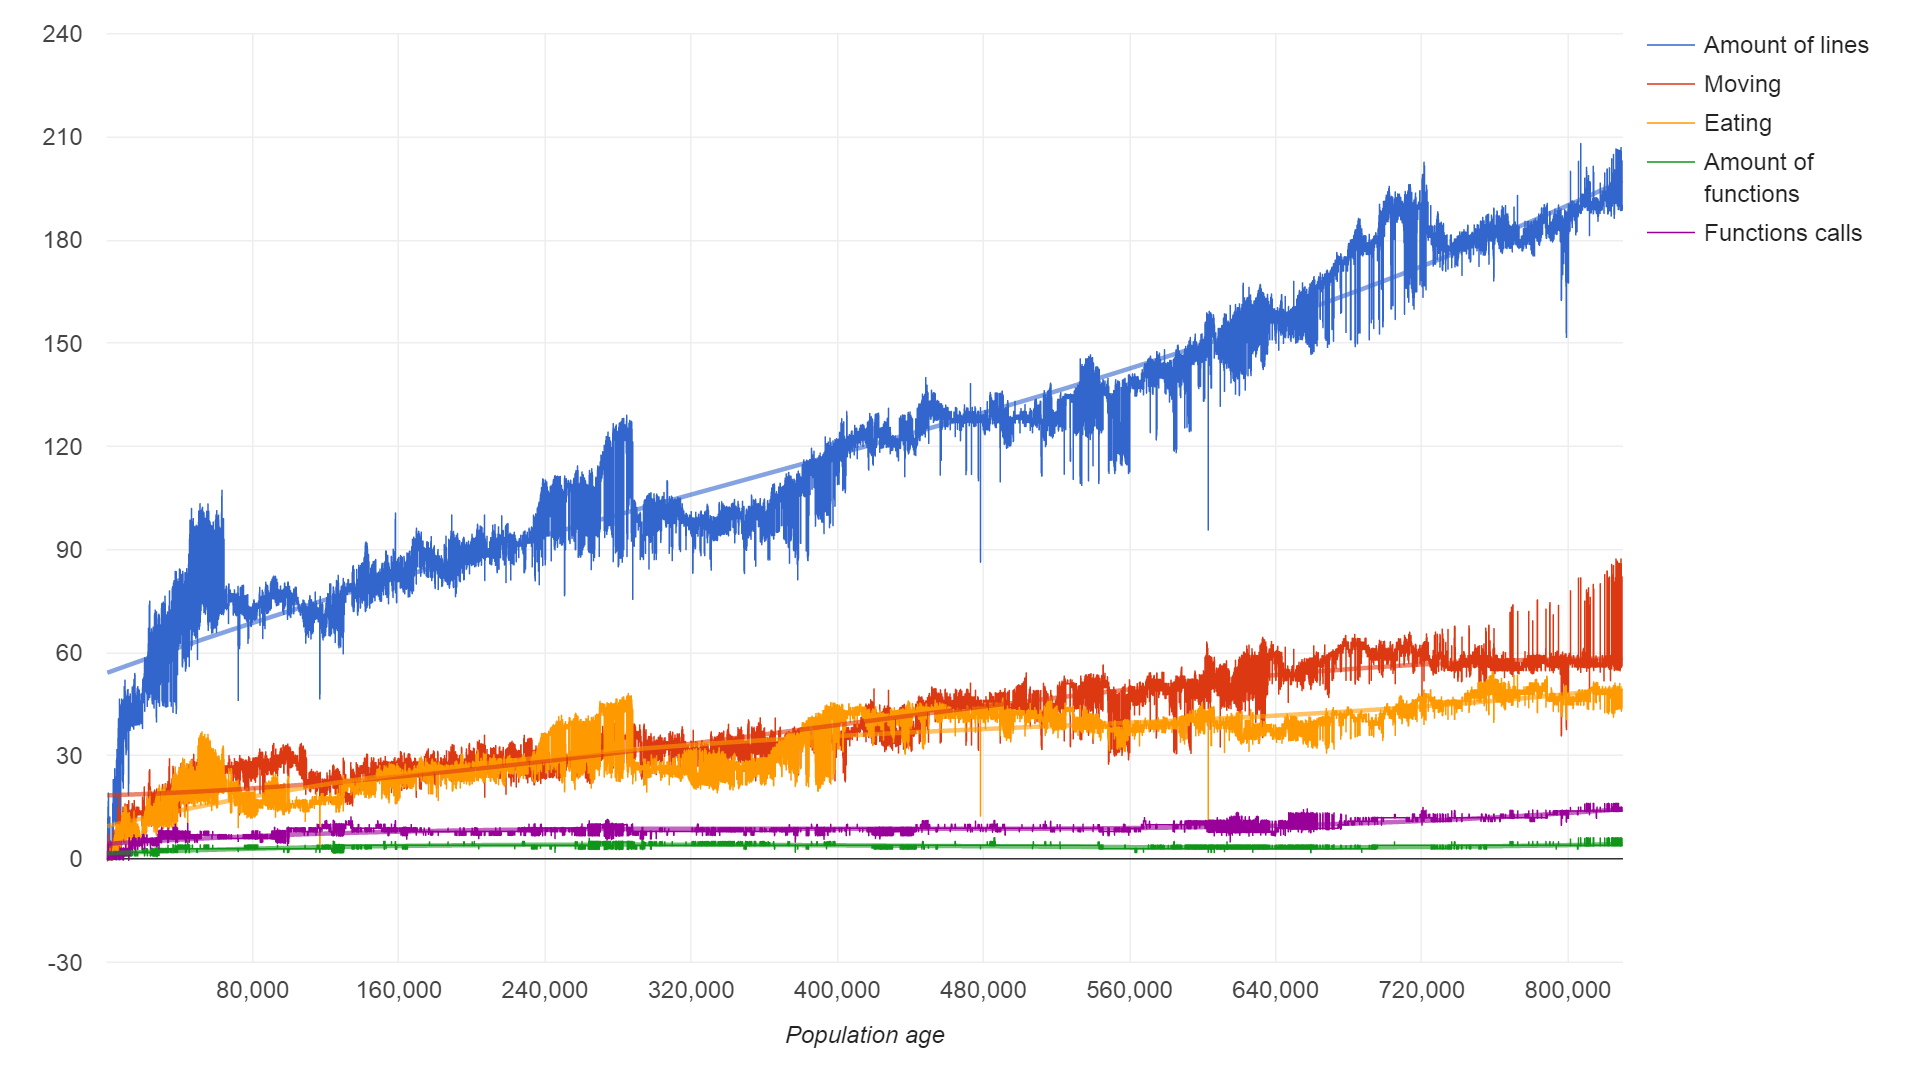 240
210
180
150
120
90
60
30
0
-30
80,000
160,000
240,000
320,000
400,000
480,000
560,000
640,000
720,000
800,000
Population age
Amount of lines
Moving
Eating
Amount of
functions
Functions calls